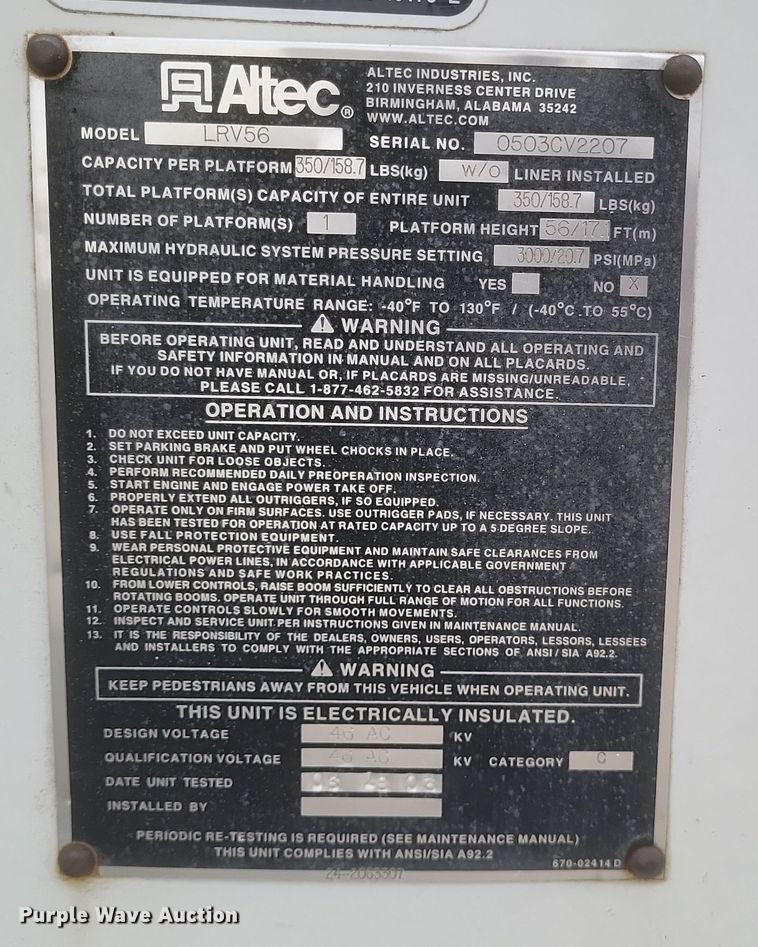 Altec®
ALTEC INDUSTRIES, INC.
210 INVERNESS CENTER DRIVE
BIRMINGHAM, ALABAMA 35242
WWW.ALTEC.COM
MODEL LRV56 SERIAL NO. 0503CV2207
CAPACITY PER PLATFORM 350/158.7 LBS(kg) W/O LINER INSTALLED
TOTAL PLATFORM(S) CAPACITY OF ENTIRE UNIT 350/158.7 LBS(kg)
NUMBER OF PLATFORM(S) 1 PLATFORM HEIGHT 56/17.1 FT(m)
MAXIMUM HYDRAULIC SYSTEM PRESSURE SETTING 3000/20.7 PSI(MPa)
UNIT IS EQUIPPED FOR MATERIAL HANDLING YES NO X
OPERATING TEMPERATURE RANGE: -40°F TO 130°F / (-40°C TO 55°C)
WARNING
BEFORE OPERATING UNIT, READ AND UNDERSTAND ALL OPERATING AND
SAFETY INFORMATION IN MANUAL AND ON ALL PLACARDS.
IF YOU DO NOT HAVE MANUAL OR, IF PLACARDS ARE MISSING/UNREADABLE,
PLEASE CALL 1-877-462-5832 FOR ASSISTANCE.
OPERATION AND INSTRUCTIONS
1. DO NOT EXCEED UNIT CAPACITY.
2. SET PARKING BRAKE AND PUT WHEEL CHOCKS IN PLACE.
3. CHECK UNIT FOR LOOSE OBJECTS.
4. PERFORM RECOMMENDED DAILY PREOPERATION INSPECTION.
5. START ENGINE AND ENGAGE POWER TAKE OFF.
6. PROPERLY EXTEND ALL OUTRIGGERS, IF SO EQUIPPED.
7. OPERATE ONLY ON FIRM SURFACES. USE OUTRIGGER PADS, IF NECESSARY. THIS UNIT
HAS BEEN TESTED FOR OPERATION AT RATED CAPACITY UP TO A 5-DEGREE SLOPE.
8. USE FALL PROTECTION EQUIPMENT.
9. WEAR PERSONAL PROTECTIVE EQUIPMENT AND MAINTAIN SAFE CLEARANCES FROM
ELECTRICAL POWER LINES, IN ACCORDANCE WITH APPLICABLE GOVERNMENT
REGULATIONS AND SAFE WORK PRACTICES.
10. FROM LOWER CONTROLS, RAISE BOOM SUFFICIENTLY TO CLEAR ALL OBSTRUCTIONS BEFORE
ROTATING BOOMS. OPERATE UNIT THROUGH FULL RANGE OF MOTION FOR ALL FUNCTIONS.
11. OPERATE CONTROLS SLOWLY FOR SMOOTH MOVEMENTS.
12. INSPECT AND SERVICE UNIT PER INSTRUCTIONS GIVEN IN MAINTENANCE MANUAL.
13. IT IS THE RESPONSIBILITY OF THE DEALERS, OWNERS, USERS, OPERATORS, LESSORS, LESSEES
AND INSTALLERS TO COMPLY WITH THE APPROPRIATE SECTIONS OF ANSI / SIA A92.2.
WARNING
KEEP PEDESTRIANS AWAY FROM THIS VEHICLE WHEN OPERATING UNIT.
THIS UNIT IS ELECTRICALLY INSULATED.
DESIGN VOLTAGE 46 AC KV
QUALIFICATION VOLTAGE 46 AC KV CATEGORY C
DATE UNIT TESTED
INSTALLED BY
PERIODIC RE-TESTING IS REQUIRED (SEE MAINTENANCE MANUAL)
THIS UNIT COMPLIES WITH ANSI/SIA A92.2
670-02414 D
24-2063307
Purple Wave Auction